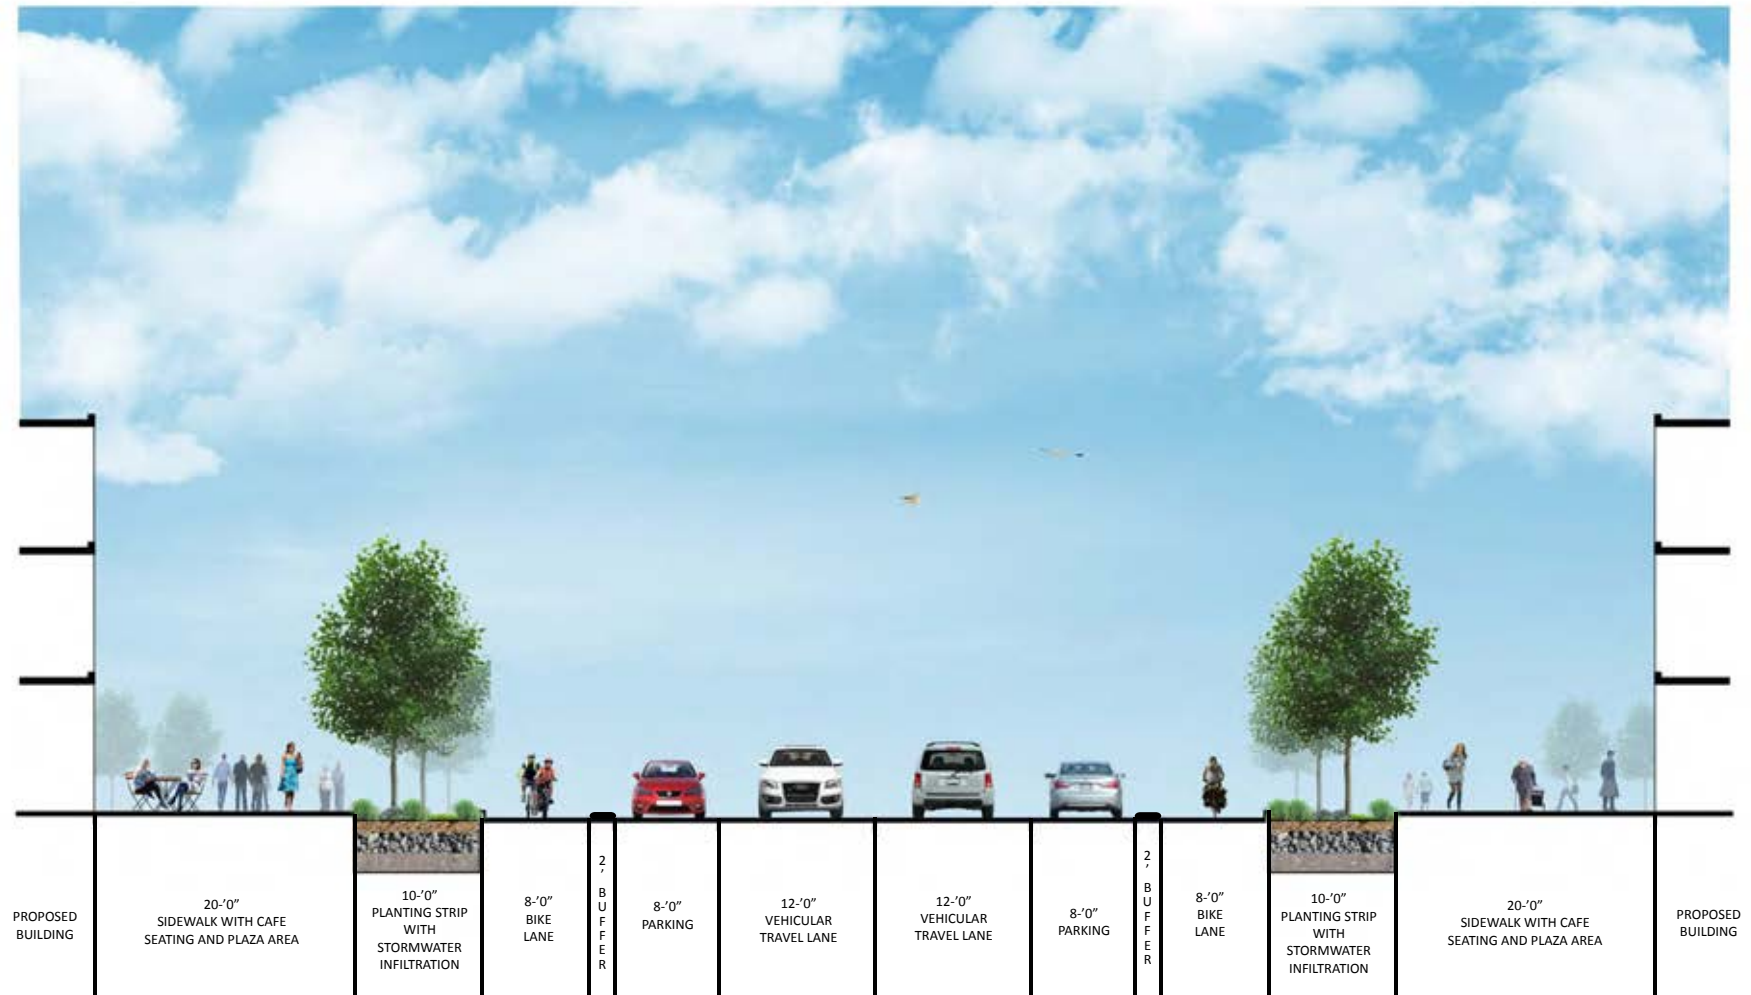 PROPOSED
BUILDING
20-'0”
SIDEWALK WITH CAFE
SEATING AND PLAZA AREA
10-'0”
PLANTING STRIP
WITH
STORMWATER
INFILTRATION
8-'0”
BIKE
LANE
2' BUFFER
8-'0”
PARKING
12-'0”
VEHICULAR
TRAVEL LANE
12-'0”
VEHICULAR
TRAVEL LANE
8-'0”
PARKING
2' BUFFER
8-'0”
BIKE
LANE
10-'0”
PLANTING STRIP
WITH
STORMWATER
INFILTRATION
20-'0”
SIDEWALK WITH CAFE
SEATING AND PLAZA AREA
PROPOSED
BUILDING